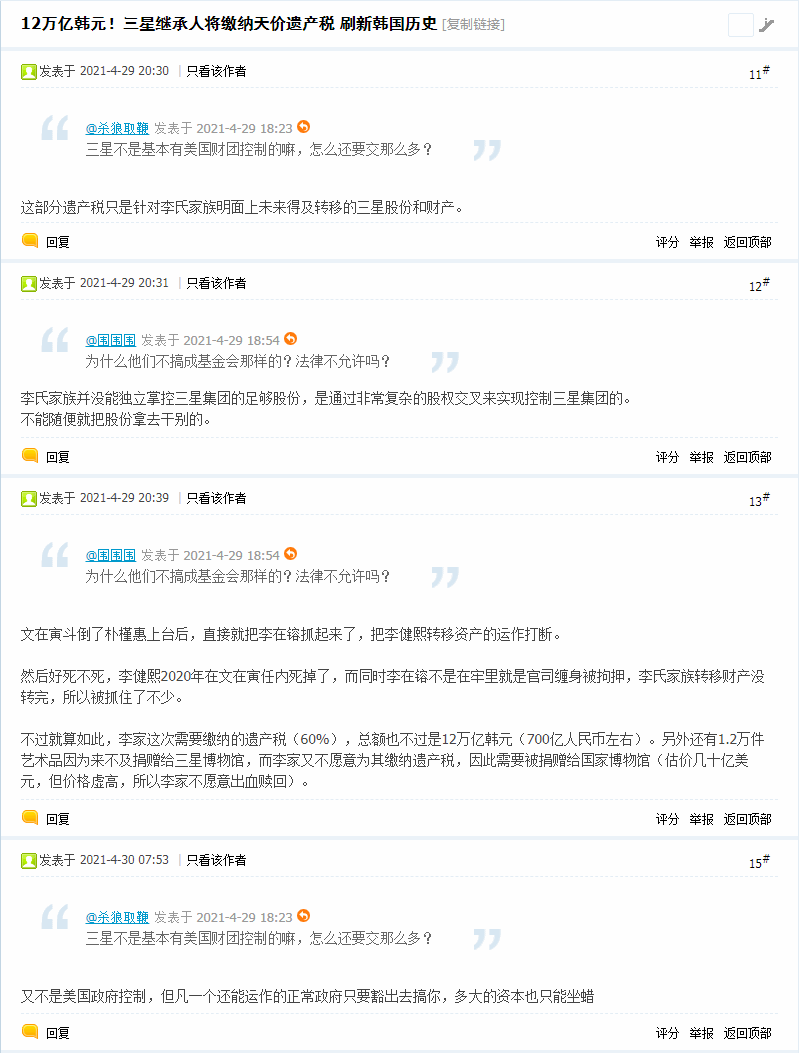 12万亿韩元！三星继承人将缴纳天价遗产税 刷新韩国历史 [复制链接]
发表于 2021-4-29 20:30 |只看该作者
11#
@杀狼取鞭 发表于 2021-4-29 18:23
三星不是基本有美国财团控制的嘛，怎么还要交那么多？
这部分遗产税只是针对李氏家族明面上未来得及转移的三星股份和财产。
回复
评分 举报 返回顶部
发表于 2021-4-29 20:31 |只看该作者
12#
@围围围 发表于 2021-4-29 18:54
为什么他们不搞成基金会那样的？法律不允许吗？
李氏家族并没能独立掌控三星集团的足够股份，是通过非常复杂的股权交叉来实现控制三星集团的。
不能随便就把股份拿去干别的。
回复
评分 举报 返回顶部
发表于 2021-4-29 20:39 |只看该作者
13#
@围围围 发表于 2021-4-29 18:54
为什么他们不搞成基金会那样的？法律不允许吗？
文在寅斗倒了朴槿惠上台后，直接就把李在镕抓起来了，把李健熙转移资产的运作打断。
然后好死不死，李健熙2020年在文在寅任内死掉了，而同时李在镕不是在牢里就是官司缠身被拘押，李氏家族转移财产没
转完，所以被抓住了不少。
不过就算如此，李家这次需要缴纳的遗产税（60%），总额也不过是12万亿韩元（700亿人民币左右）。另外还有1.2万件
艺术品因为来不及捐赠给三星博物馆，而李家又不愿意为其缴纳遗产税，因此需要被捐赠给国家博物馆（估价几十亿美
元，但价格虚高，所以李家不愿意出血赎回）。
回复
评分 举报 返回顶部
发表于 2021-4-30 07:53 |只看该作者
15#
@杀狼取鞭 发表于 2021-4-29 18:23
三星不是基本有美国财团控制的嘛，怎么还要交那么多？
又不是美国政府控制，但凡一个还能运作的正常政府只要豁出去搞你，多大的资本也只能坐蜡
回复
评分 举报 返回顶部